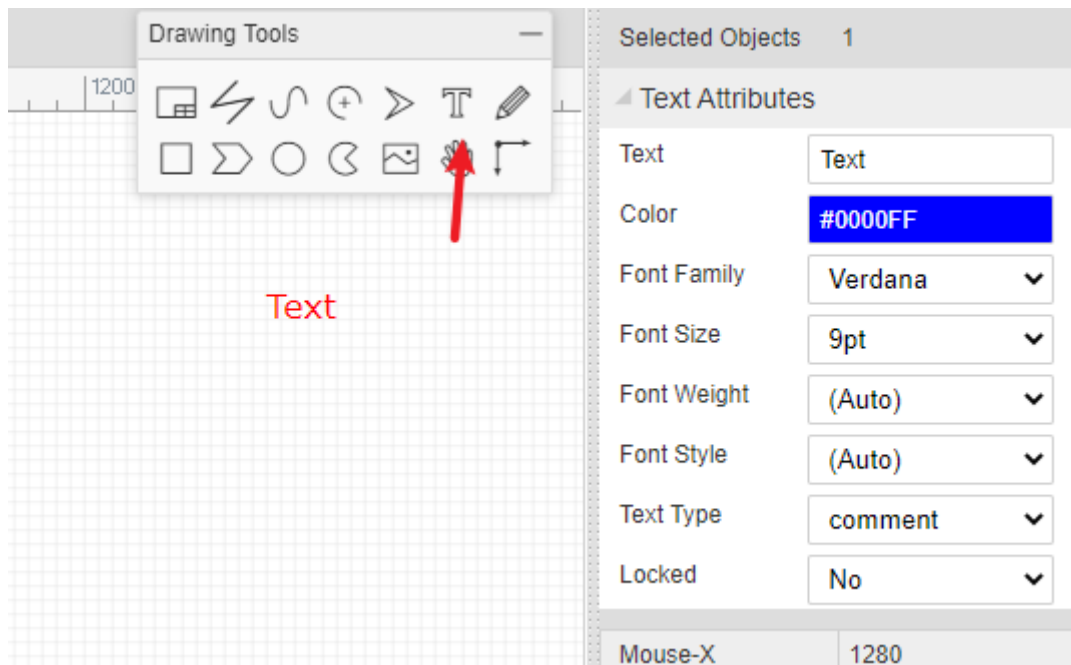 Drawing Tools
Selected Objects 1
1200
Text Attributes
Text Text
Color #0000FF
Font Family Verdana
Text
Font Size 9pt
Font Weight (Auto)
Font Style (Auto)
Text Type comment
Locked No
Mouse-X 1280